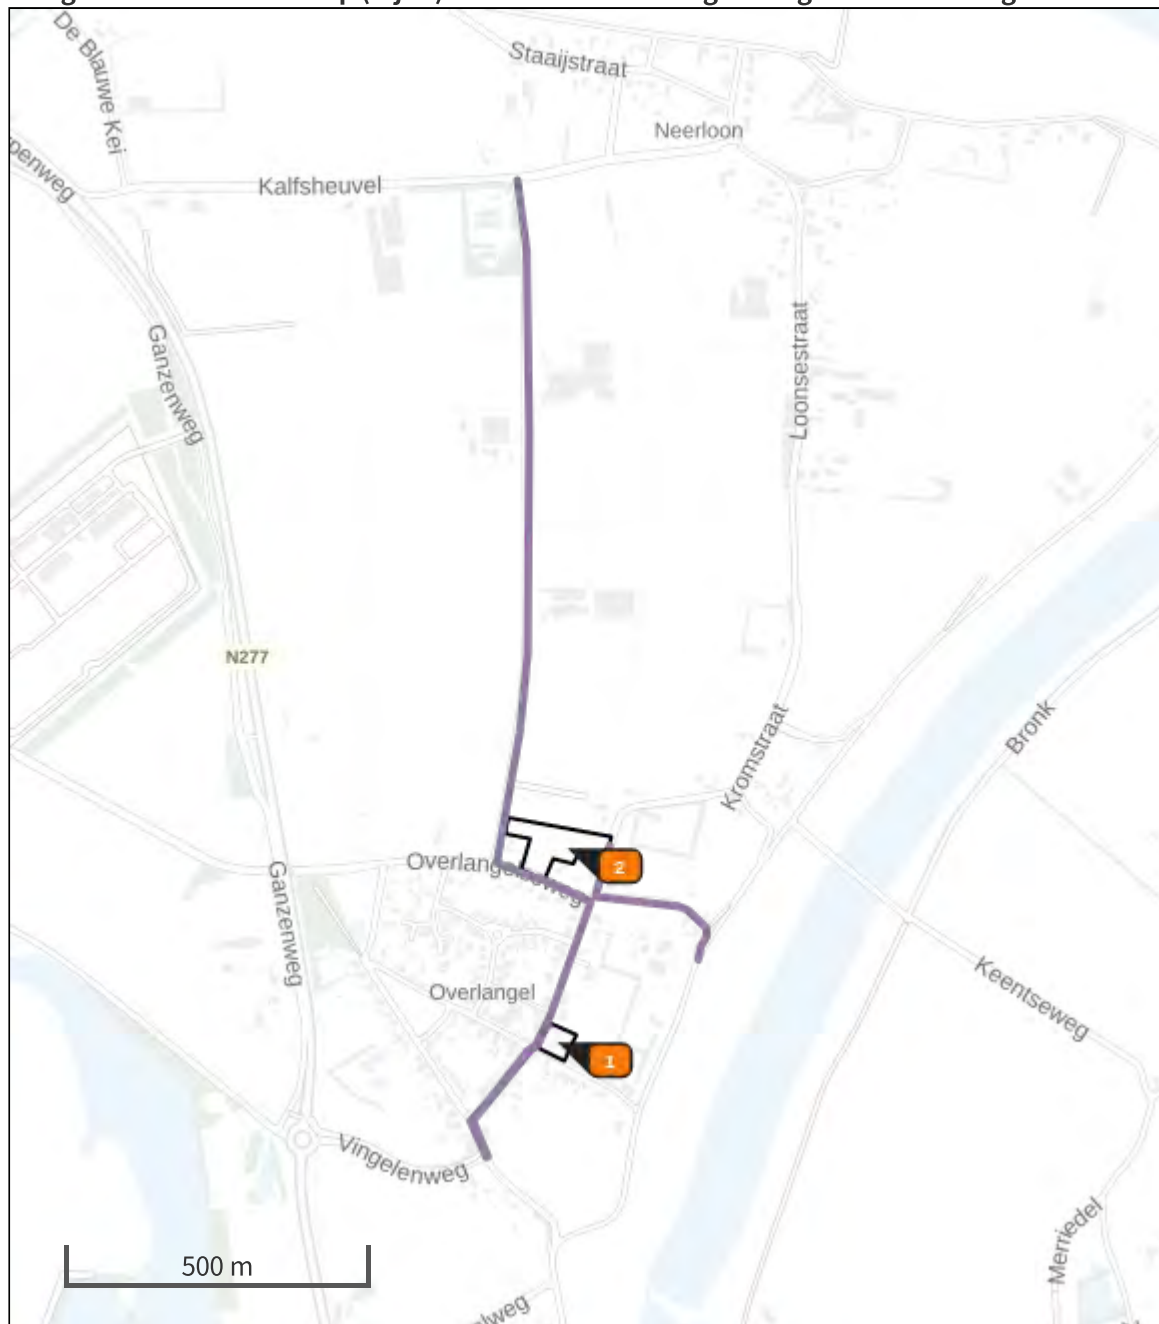 De Blauwe Kei
Staaijstraat
Neerloon
Kalfsheuvel
Ganzenweg
Loonsestraat
N277
Bronk
Kromstraat
Overlangelseweg
2
Ganzenweg
Keentseweg
Overlangel
1
Vingelenweg
Merriedel
500 m